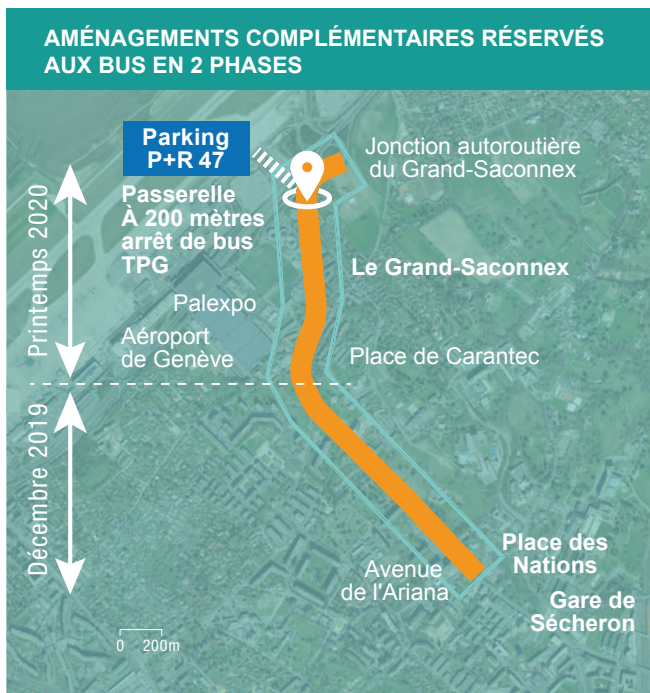 AMÉNAGEMENTS COMPLÉMENTAIRES RÉSERVÉS
AUX BUS EN 2 PHASES
Parking
P+R 47
Jonction autoroutière
du Grand-Saconnex
Passerelle
À 200 mètres
arrêt de bus
TPG
Printemps 2020
Le Grand-Saconnex
Palexpo
Aéroport
de Genève
Place de Carantec
Décembre 2019
Place des
Nations
Avenue
de l'Ariana
Gare de
Sécheron
0 200m